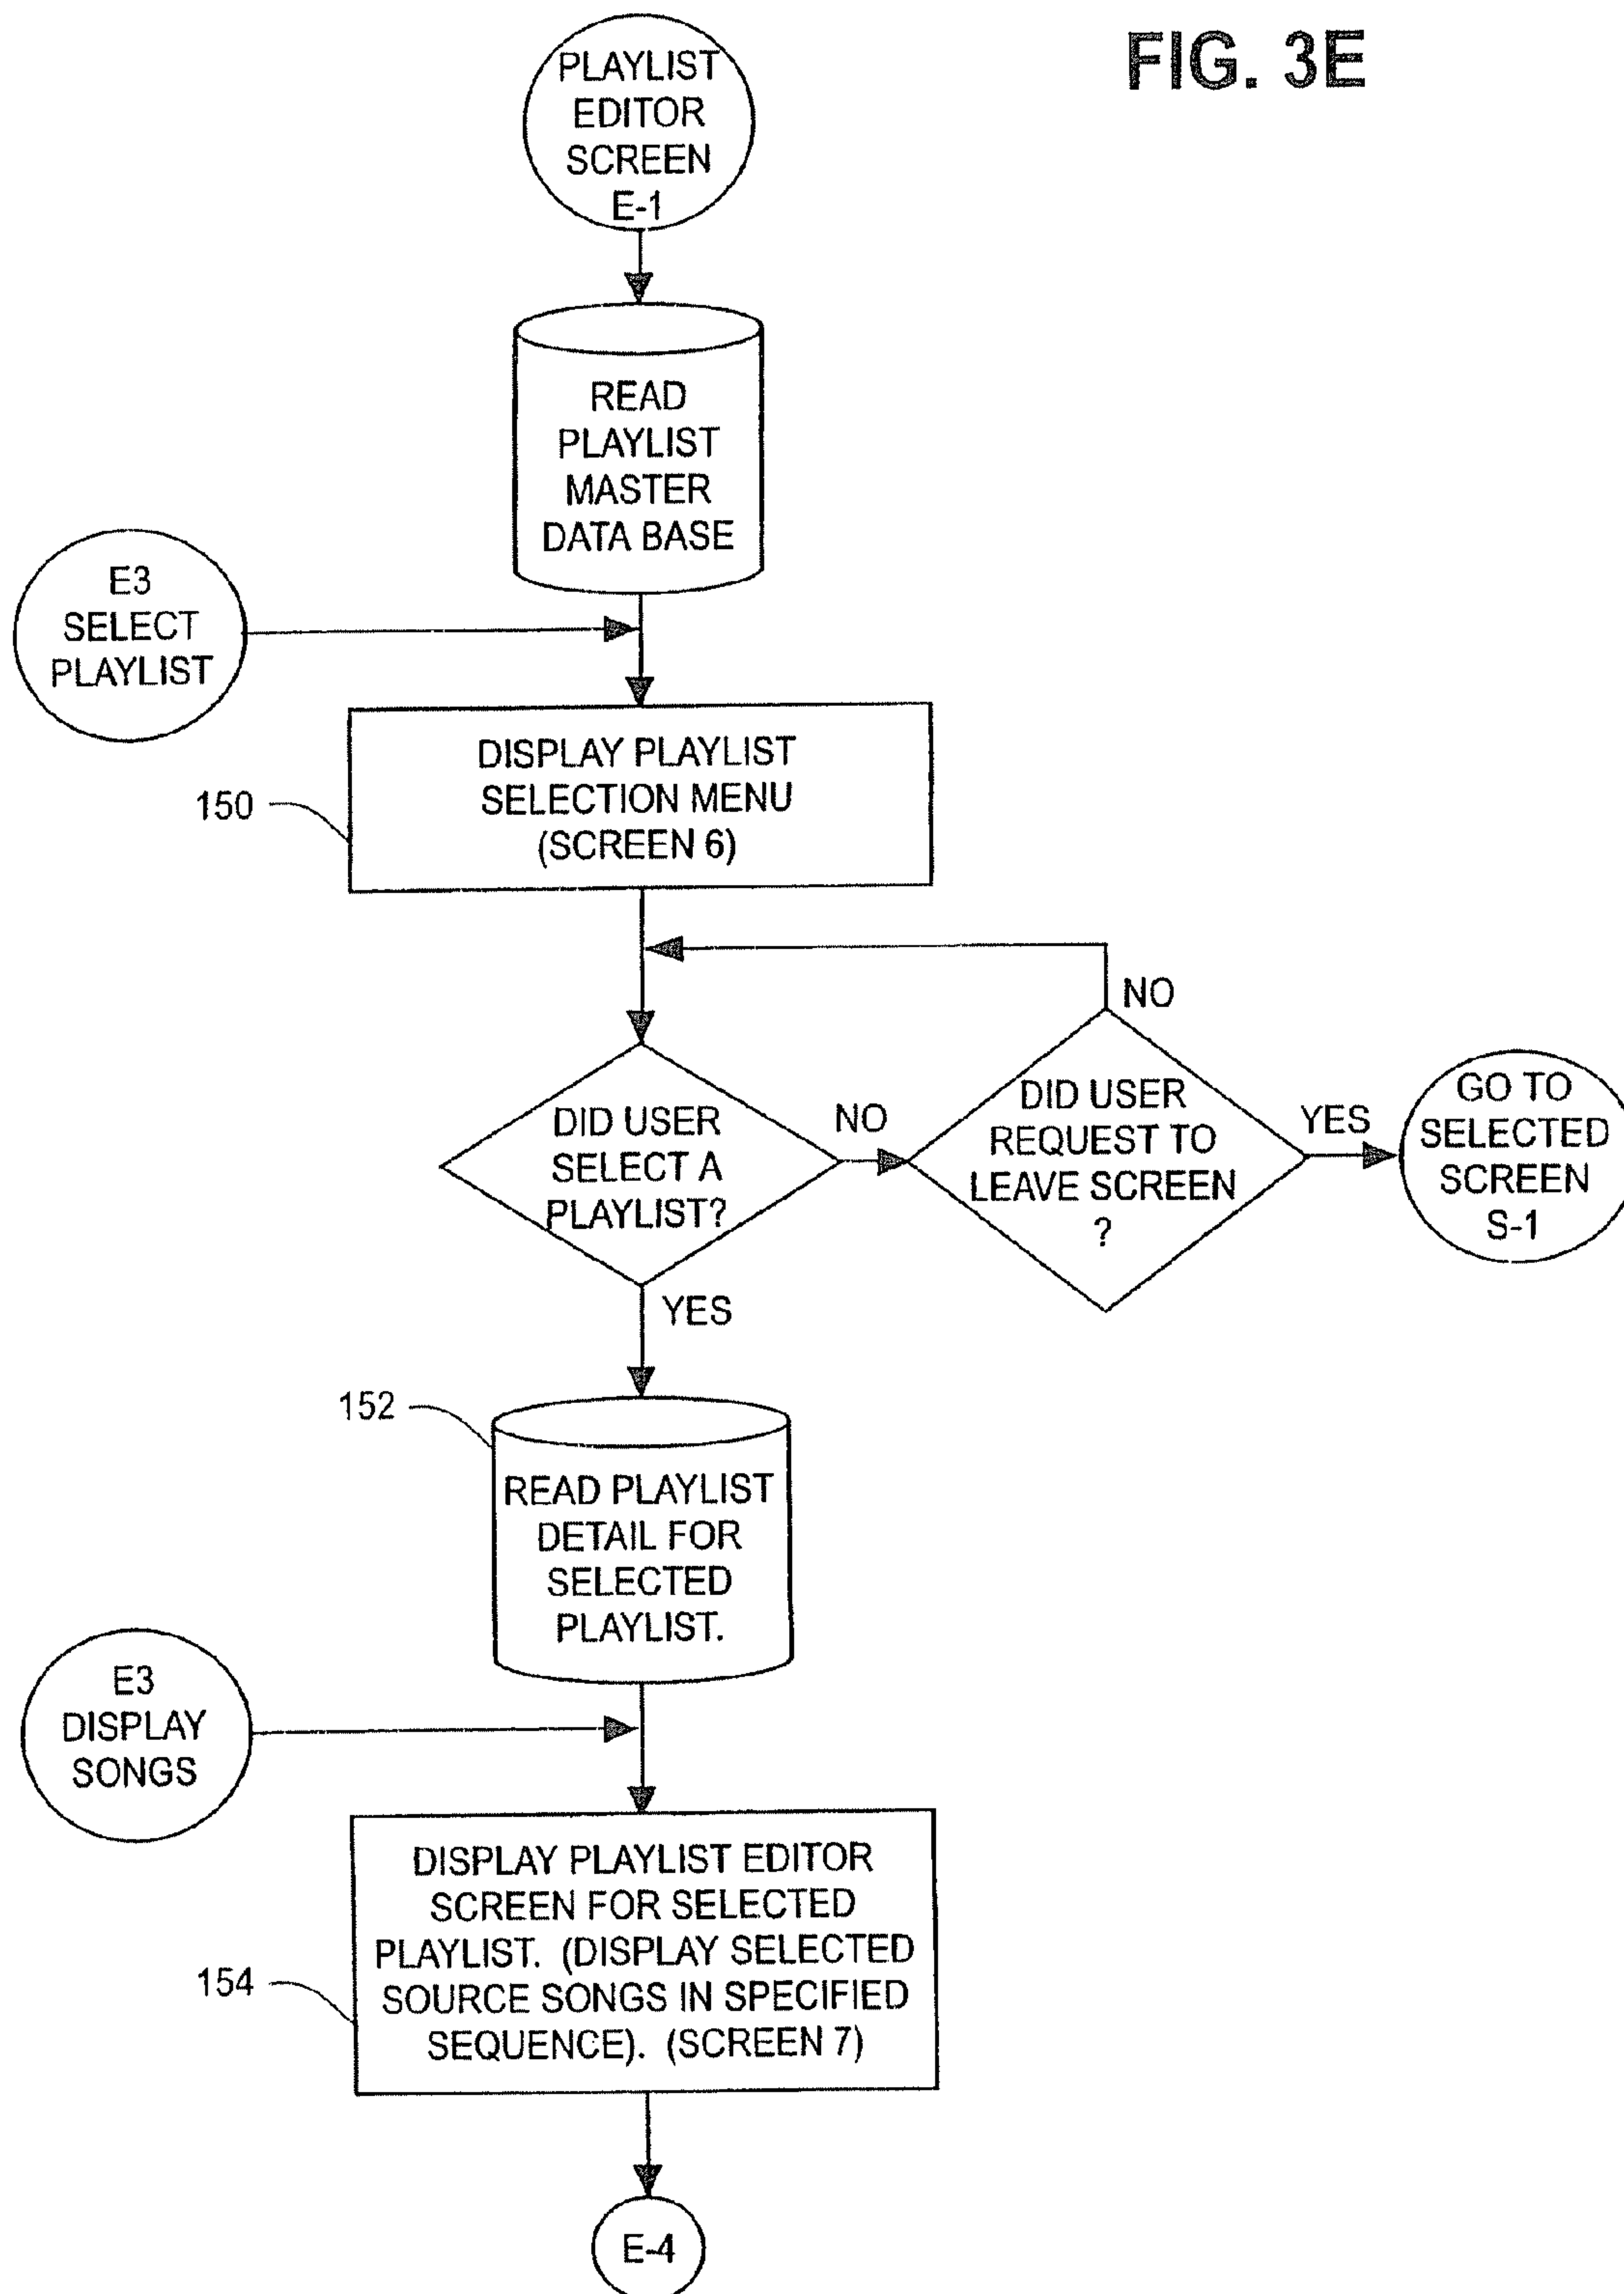 FIG. 3E
PLAYLIST
EDITOR
SCREEN
E-1
READ
PLAYLIST
MASTER
DATA BASE
E3
SELECT
PLAYLIST
DISPLAY PLAYLIST
SELECTION MENU
(SCREEN 6)
150
NO
DID USER
SELECT A
PLAYLIST?
NO
DID USER
REQUEST TO
LEAVE SCREEN
?
YES
GO TO
SELECTED
SCREEN
S-1
YES
152
READ PLAYLIST
DETAIL FOR
SELECTED
PLAYLIST.
E3
DISPLAY
SONGS
DISPLAY PLAYLIST EDITOR
SCREEN FOR SELECTED
PLAYLIST. (DISPLAY SELECTED
SOURCE SONGS IN SPECIFIED
SEQUENCE). (SCREEN 7)
154
E-4